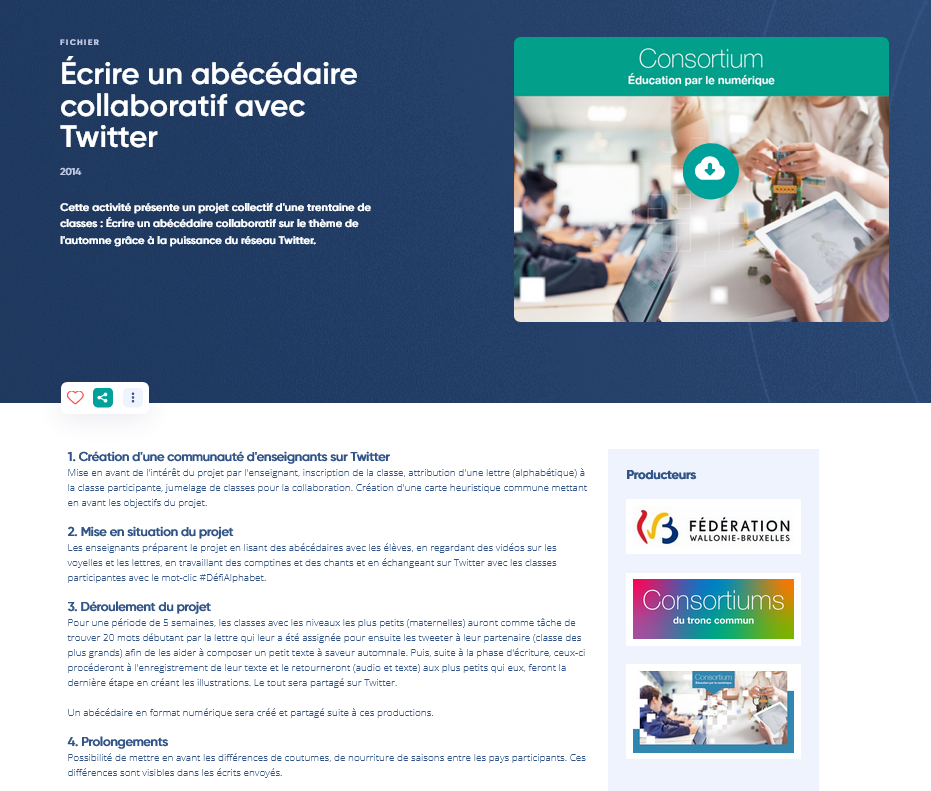 FICHIER
Écrire un abécédaire
collaboratif avec
Twitter
2014
Cette activité présente un projet collectif d'une trentaine de
classes : Écrire un abécédaire collaboratif sur le thème de
l'automne grâce à la puissance du réseau Twitter.
Consortium
Éducation par le numérique
1. Création d'une communauté d'enseignants sur Twitter
Mise en avant de l'intérêt du projet par l'enseignant, inscription de la classe, attribution d'une lettre (alphabétique) à
la classe participante, jumelage de classes pour la collaboration. Création d'une carte heuristique commune mettant
en avant les objectifs du projet.
2. Mise en situation du projet
Les enseignants préparent le projet en lisant des abécédaires avec les élèves, en regardant des vidéos sur les
voyelles et les lettres, en travaillant des comptines et des chants et en échangeant sur Twitter avec les classes
participantes avec le mot-clic #DéfiAlphabet.
3. Déroulement du projet
Pour une période de 5 semaines, les classes avec les niveaux les plus petits (maternelles) auront comme tâche de
trouver 20 mots débutant par la lettre qui leur a été assignée pour ensuite les tweeter à leur partenaire (classe des
plus grands) afin de les aider à composer un petit texte à saveur automnale. Puis, suite à la phase d'écriture, ceux-ci
procéderont à l'enregistrement de leur texte et le retourneront (audio et texte) aux plus petits qui eux, feront la
dernière étape en créant les illustrations. Le tout sera partagé sur Twitter.
Un abécédaire en format numérique sera créé et partagé suite à ces productions.
4. Prolongements
Possibilité de mettre en avant les différences de coutumes, de nourriture de saisons entre les pays participants. Ces
différences sont visibles dans les écrits envoyés.
Producteurs
FÉDÉRATION
WALLONIE-BRUXELLES
Consortiums
du tronc commun
Consortium
Éducation par le numérique